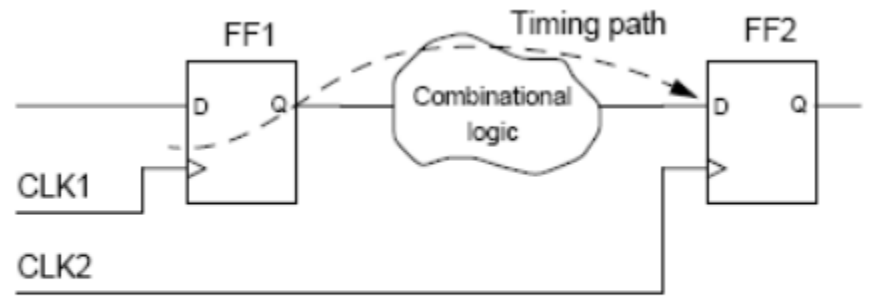 Timing path
FF1
FF2
D
Q
Combinational
logic
D
Q
CLK1
CLK2